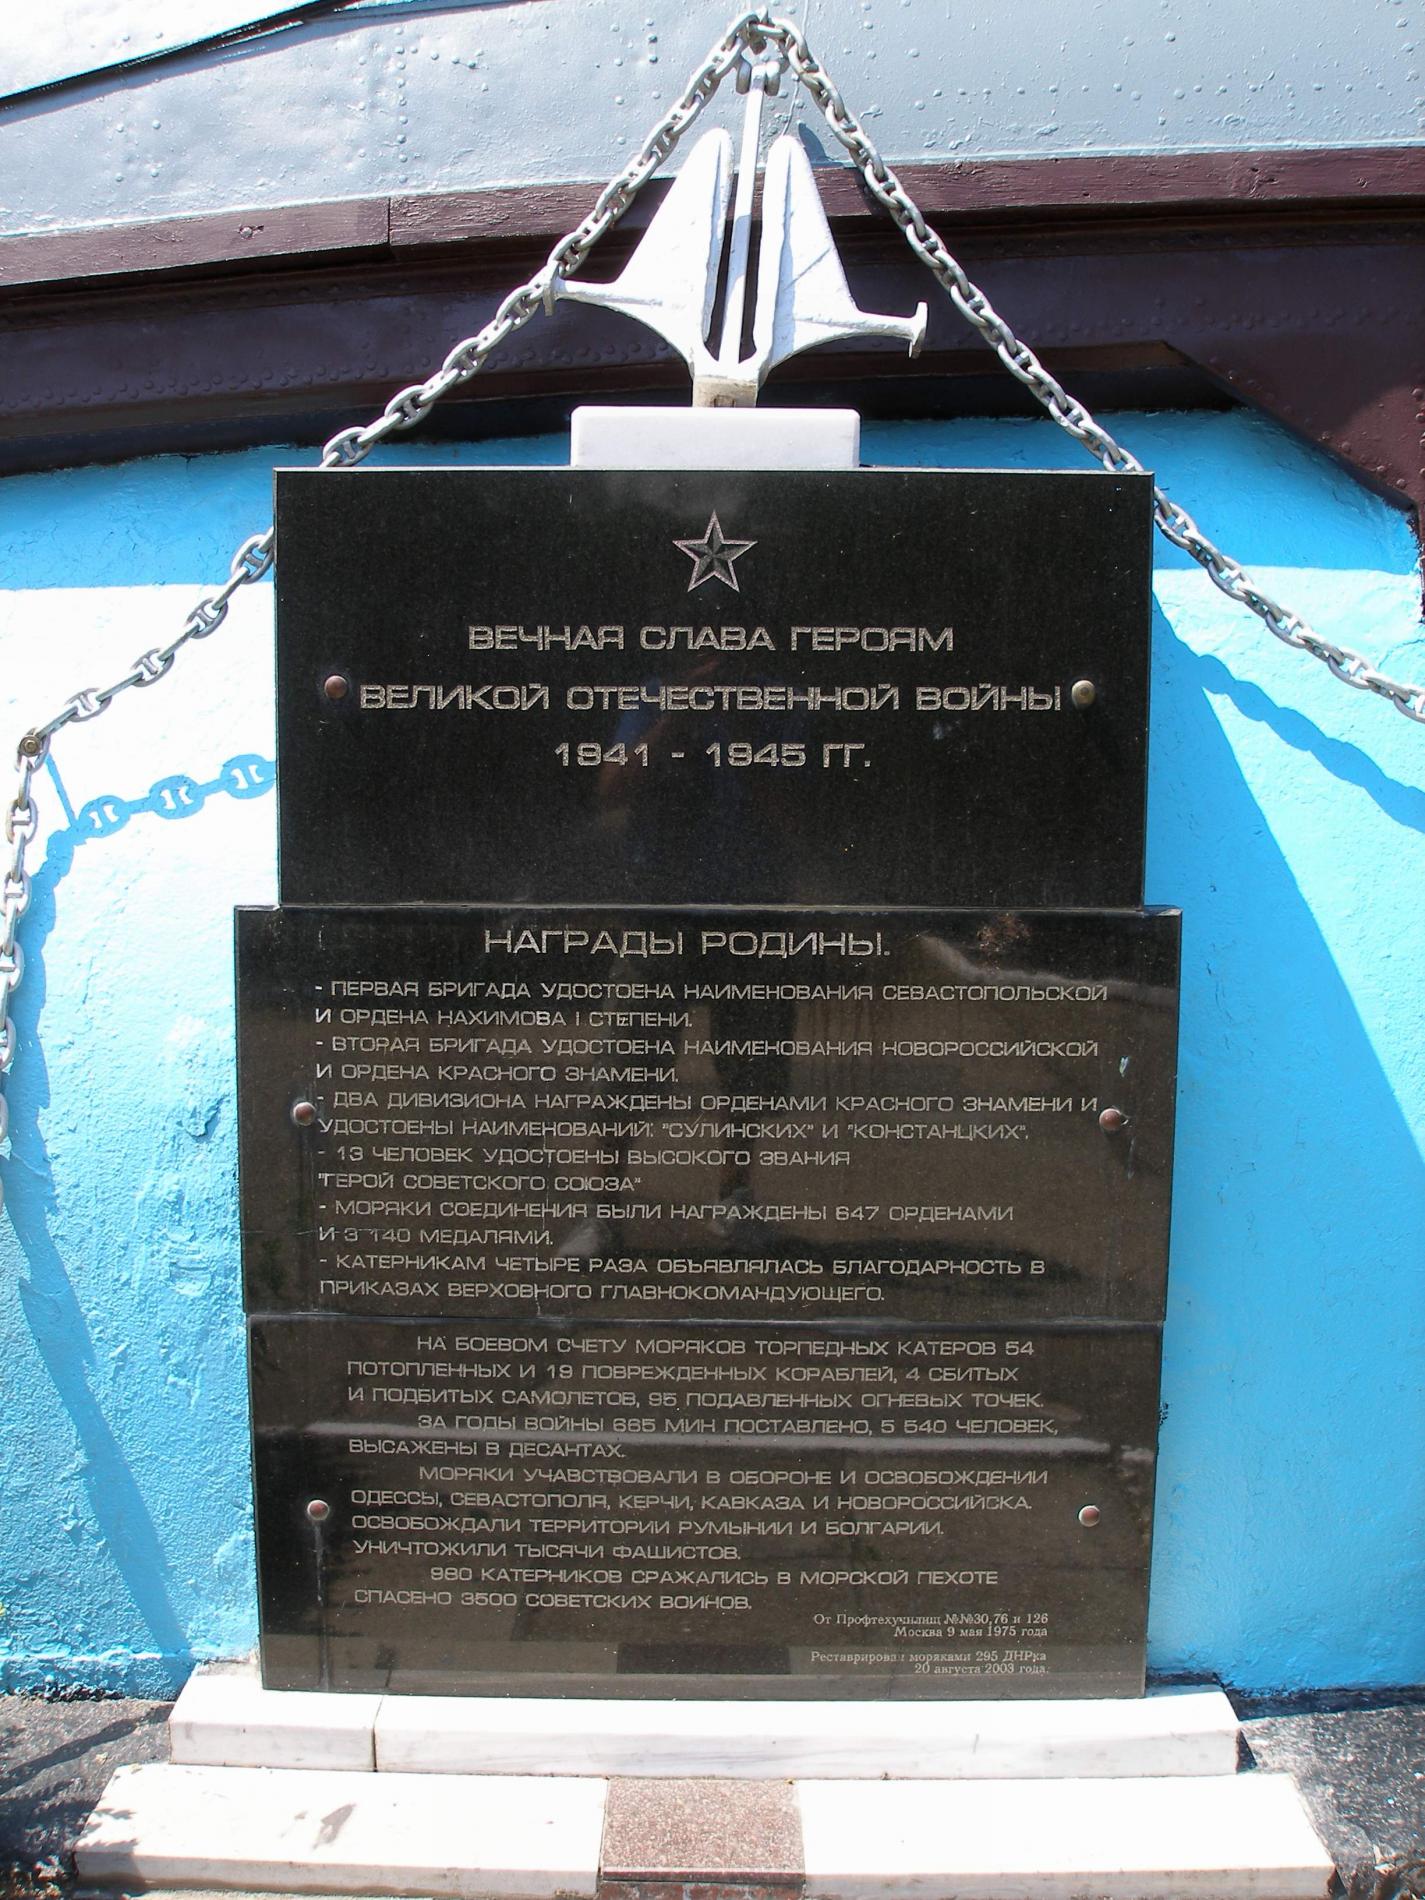 ВЕЧНАЯ СЛАВА ГЕРОЯМ
ВЕЛИКОЙ ОТЕЧЕСТВЕННОЙ ВОЙНЫ
1941 - 1945 ГГ.
НАГРАДЫ РОДИНЫ.
- ПЕРВАЯ БРИГАДА УДОСТОЕНА НАИМЕНОВАНИЯ СЕВАСТОПОЛЬСКОЙ
И ОРДЕНА НАХИМОВА I СТЕПЕНИ.
- ВТОРАЯ БРИГАДА УДОСТОЕНА НАИМЕНОВАНИЯ НОВОРОССИЙСКОЙ
И ОРДЕНА КРАСНОГО ЗНАМЕНИ.
- ДВА ДИВИЗИОНА НАГРАЖДЕНЫ ОРДЕНАМИ КРАСНОГО ЗНАМЕНИ И
УДОСТОЕНЫ НАИМЕНОВАНИЙ: "СУЛИНСКИХ" И "КОНСТАНЦКИХ".
- 13 ЧЕЛОВЕК УДОСТОЕНЫ ВЫСОКОГО ЗВАНИЯ
"ГЕРОЙ СОВЕТСКОГО СОЮЗА"
- МОРЯКИ СОЕДИНЕНИЯ БЫЛИ НАГРАЖДЕНЫ 647 ОРДЕНАМИ
И 3 140 МЕДАЛЯМИ.
- КАТЕРНИКАМ ЧЕТЫРЕ РАЗА ОБЪЯВЛЯЛАСЬ БЛАГОДАРНОСТЬ В
ПРИКАЗАХ ВЕРХОВНОГО ГЛАВНОКОМАНДУЮЩЕГО.
НА БОЕВОМ СЧЕТУ МОРЯКОВ ТОРПЕДНЫХ КАТЕРОВ 54
ПОТОПЛЕННЫХ И 19 ПОВРЕЖДЕННЫХ КОРАБЛЕЙ, 4 СБИТЫХ
И ПОДБИТЫХ САМОЛЕТОВ, 95 ПОДАВЛЕННЫХ ОГНЕВЫХ ТОЧЕК.
ЗА ГОДЫ ВОЙНЫ 665 МИН ПОСТАВЛЕНО, 5 540 ЧЕЛОВЕК,
ВЫСАЖЕНЫ В ДЕСАНТАХ.
МОРЯКИ УЧАВСТВОВАЛИ В ОБОРОНЕ И ОСВОБОЖДЕНИИ
ОДЕССЫ, СЕВАСТОПОЛЯ, КЕРЧИ, КАВКАЗА И НОВОРОССИЙСКА.
ОСВОБОЖДАЛИ ТЕРРИТОРИИ РУМЫНИИ И БОЛГАРИИ.
УНИЧТОЖИЛИ ТЫСЯЧИ ФАШИСТОВ.
980 КАТЕРНИКОВ СРАЖАЛИСЬ В МОРСКОЙ ПЕХОТЕ
СПАСЕНО 3500 СОВЕТСКИХ ВОИНОВ.
От Профтехучилищ №№30,76 и 126
Москва 9 мая 1975 года
Реставрирован моряками 295 ДНРка
20 августа 2003 года.